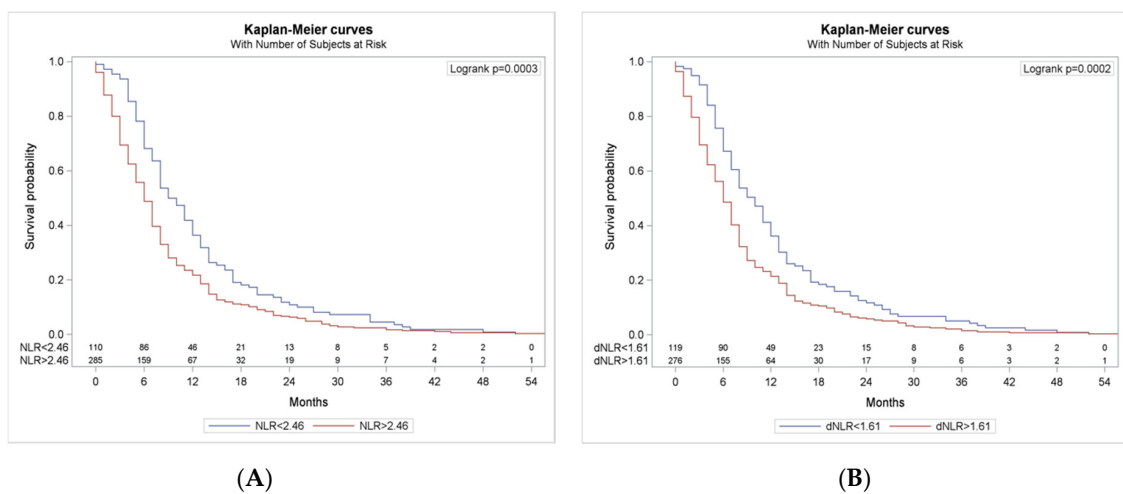 Kaplan-Meier curves
With Number of Subjects at Risk
Logrank p=0.0003
Survival probability
1.0
0.8
0.6
0.4
0.2
0.0
NLR<2.46 110 86 46 21 13 8 5 2 2 0
NLR>2.46 285 159 67 32 19 9 7 4 2 1
0 6 12 18 24 30 36 42 48 54
Months
NLR<2.46 NLR>2.46
(A)
Kaplan-Meier curves
With Number of Subjects at Risk
Logrank p=0.0002
Survival probability
1.0
0.8
0.6
0.4
0.2
0.0
dNLR<1.61 119 90 49 23 15 8 6 3 2 0
dNLR>1.61 276 155 64 30 17 9 6 3 2 1
0 6 12 18 24 30 36 42 48 54
Months
dNLR<1.61 dNLR>1.61
(B)